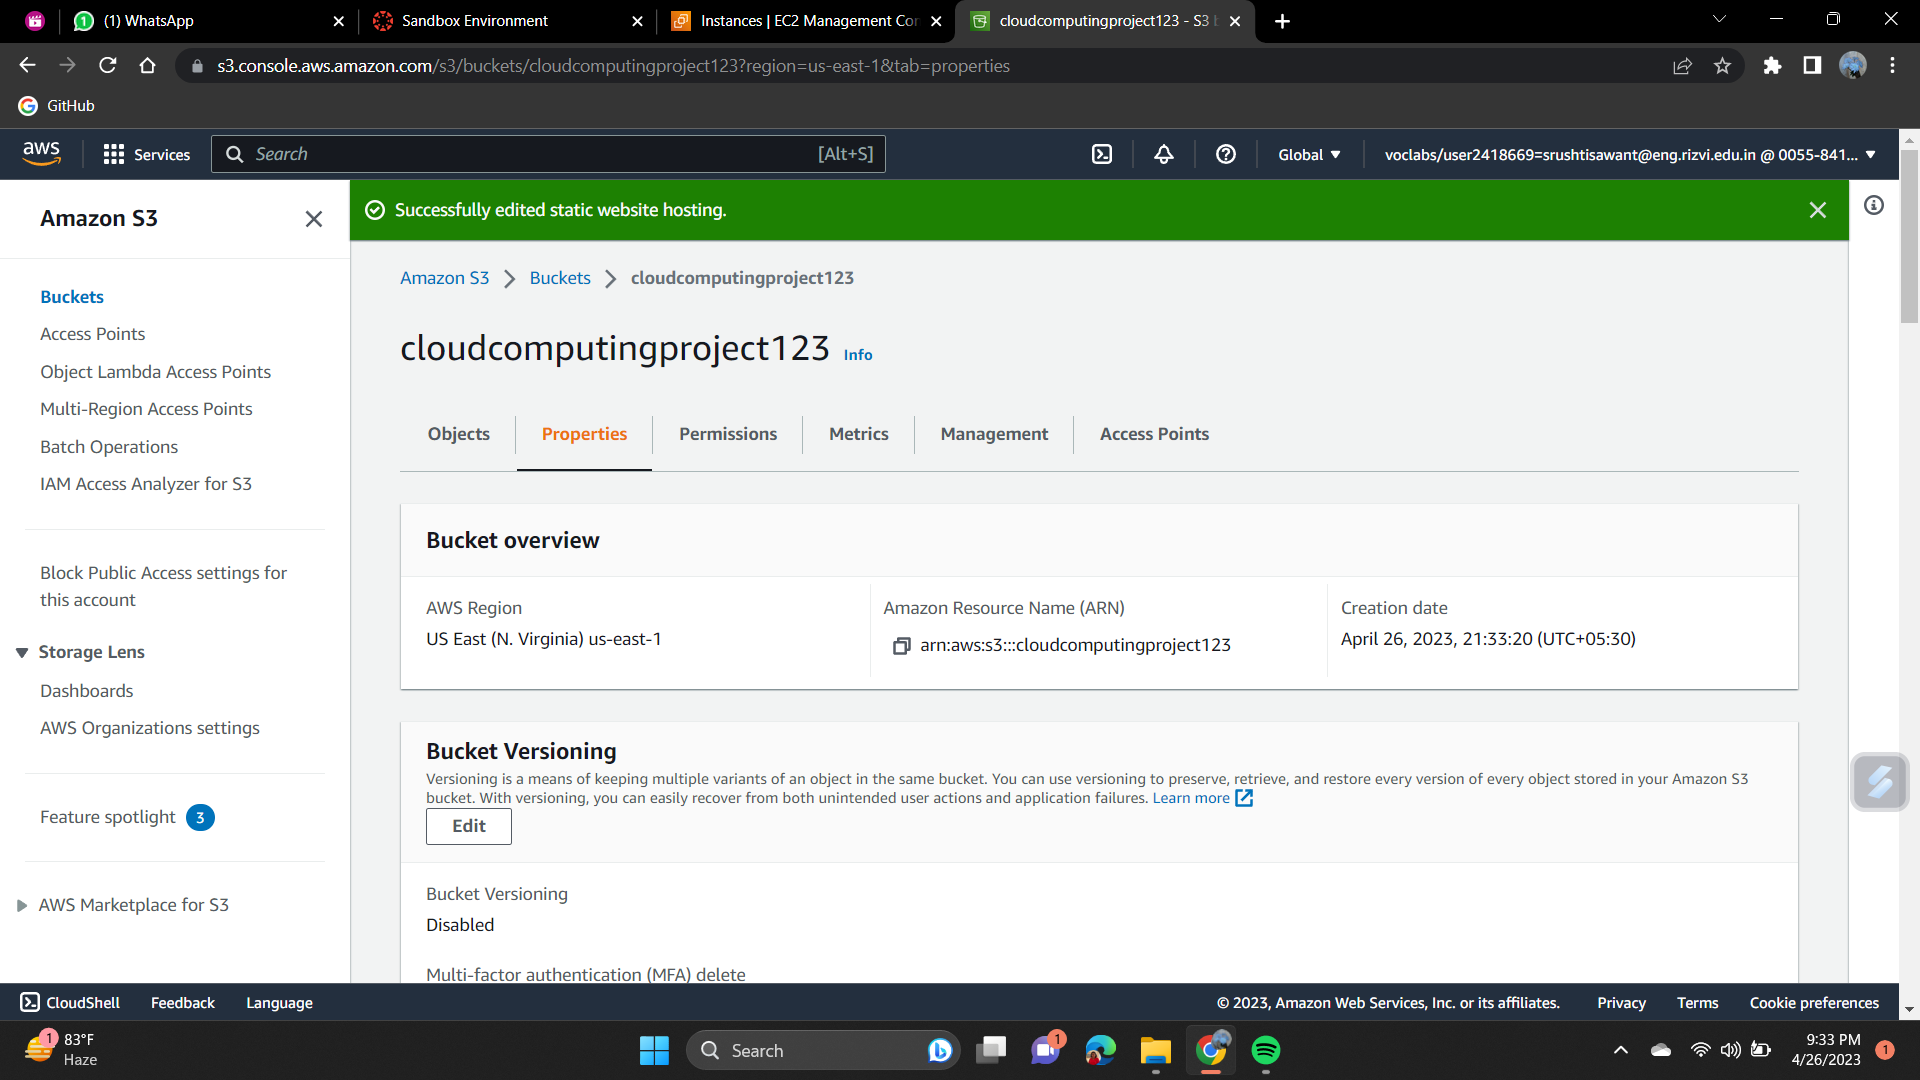 (1) WhatsApp
Sandbox Environment
Instances | EC2 Management Con
cloudcomputingproject123 - S3 b
s3.console.aws.amazon.com/s3/buckets/cloudcomputingproject123?region=us-east-1&tab=properties
GitHub
aws
Services
Search
[Alt+S]
Global
voclabs/user2418669=srushtisawant@eng.rizvi.edu.in @ 0055-841...
Amazon S3
Successfully edited static website hosting.
Amazon S3
Buckets
cloudcomputingproject123
cloudcomputingproject123 Info
Buckets
Access Points
Object Lambda Access Points
Multi-Region Access Points
Batch Operations
IAM Access Analyzer for S3
Block Public Access settings for
this account
Storage Lens
Dashboards
AWS Organizations settings
Feature spotlight 3
AWS Marketplace for S3
Objects
Properties
Permissions
Metrics
Management
Access Points
Bucket overview
AWS Region
US East (N. Virginia) us-east-1
Amazon Resource Name (ARN)
arn:aws:s3:::cloudcomputingproject123
Creation date
April 26, 2023, 21:33:20 (UTC+05:30)
Bucket Versioning
Versioning is a means of keeping multiple variants of an object in the same bucket. You can use versioning to preserve, retrieve, and restore every version of every object stored in your Amazon S3
bucket. With versioning, you can easily recover from both unintended user actions and application failures. Learn more
Edit
Bucket Versioning
Disabled
Multi-factor authentication (MFA) delete
CloudShell
Feedback
Language
© 2023, Amazon Web Services, Inc. or its affiliates.
Privacy
Terms
Cookie preferences
1
83°F
Haze
Search
1
9:33 PM
4/26/2023
1